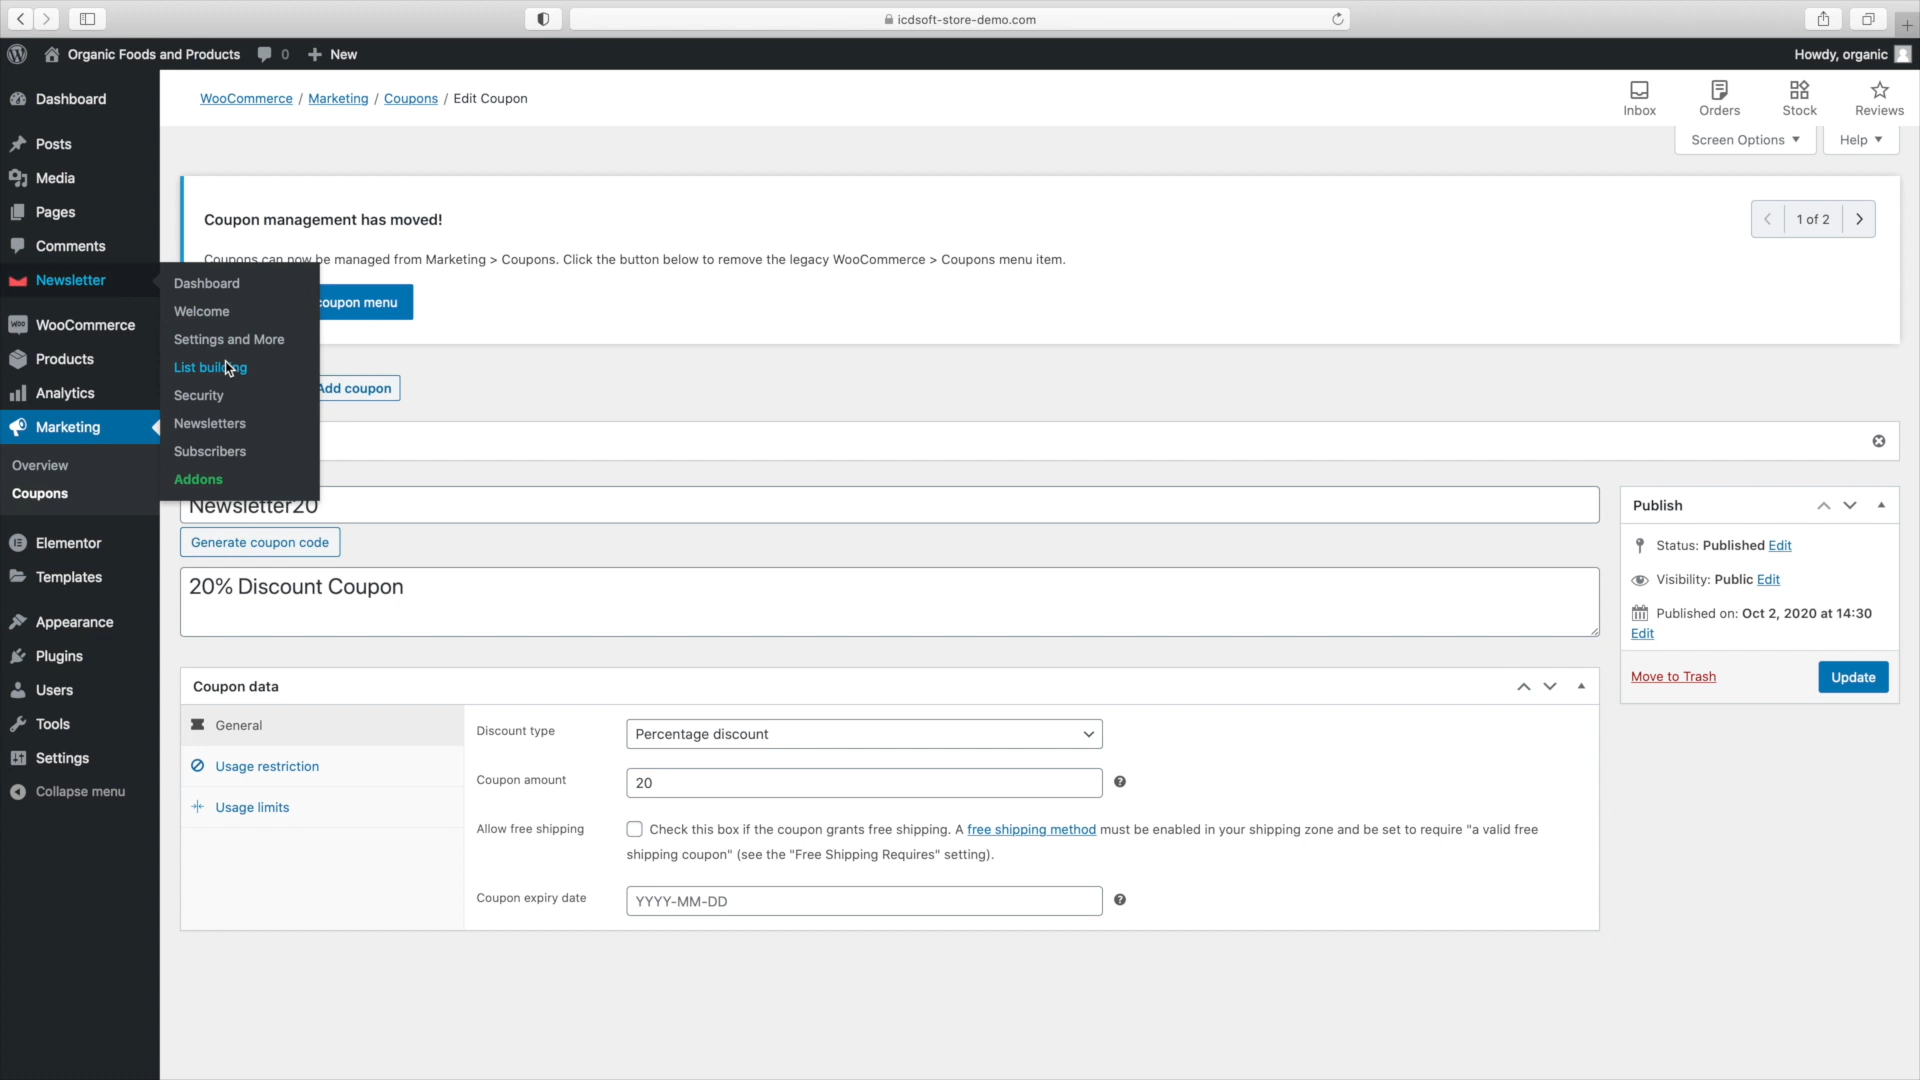 icdsoft-store-demo.com
Organic Foods and Products
0
New
Howdy, organic
Dashboard
Posts
Media
Pages
Comments
Newsletter
WooCommerce
Products
Analytics
Marketing
Overview
Coupons
Elementor
Templates
Appearance
Plugins
Users
Tools
Settings
Collapse menu
Dashboard
Welcome
Settings and More
List building
Security
Newsletters
Subscribers
Addons
WooCommerce / Marketing / Coupons / Edit Coupon
Inbox
Orders
Stock
Reviews
Screen Options
Help
Coupon management has moved!
1 of 2
Coupons can now be managed from Marketing > Coupons. Click the button below to remove the legacy WooCommerce > Coupons menu item.
coupon menu
Add coupon
Newsletter20
Generate coupon code
20% Discount Coupon
Coupon data
General
Usage restriction
Usage limits
Discount type
Percentage discount
Coupon amount
20
Allow free shipping
Check this box if the coupon grants free shipping. A free shipping method must be enabled in your shipping zone and be set to require "a valid free
shipping coupon" (see the "Free Shipping Requires" setting).
Coupon expiry date
YYYY-MM-DD
Publish
Status: Published Edit
Visibility: Public Edit
Published on: Oct 2, 2020 at 14:30
Edit
Move to Trash
Update